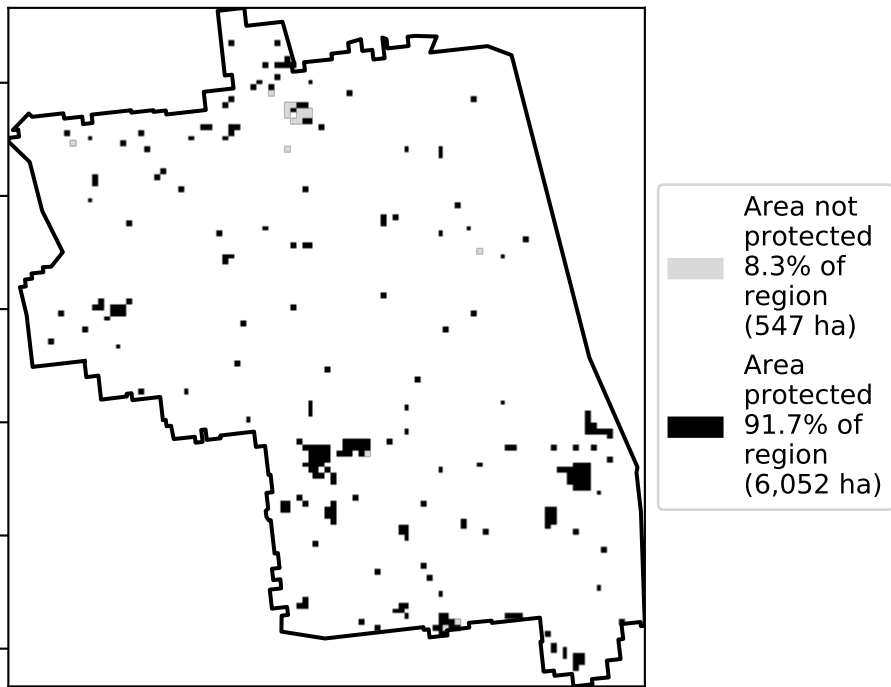 Area not
protected
8.3% of
region
(547 ha)
Area
protected
91.7% of
region
(6,052 ha)